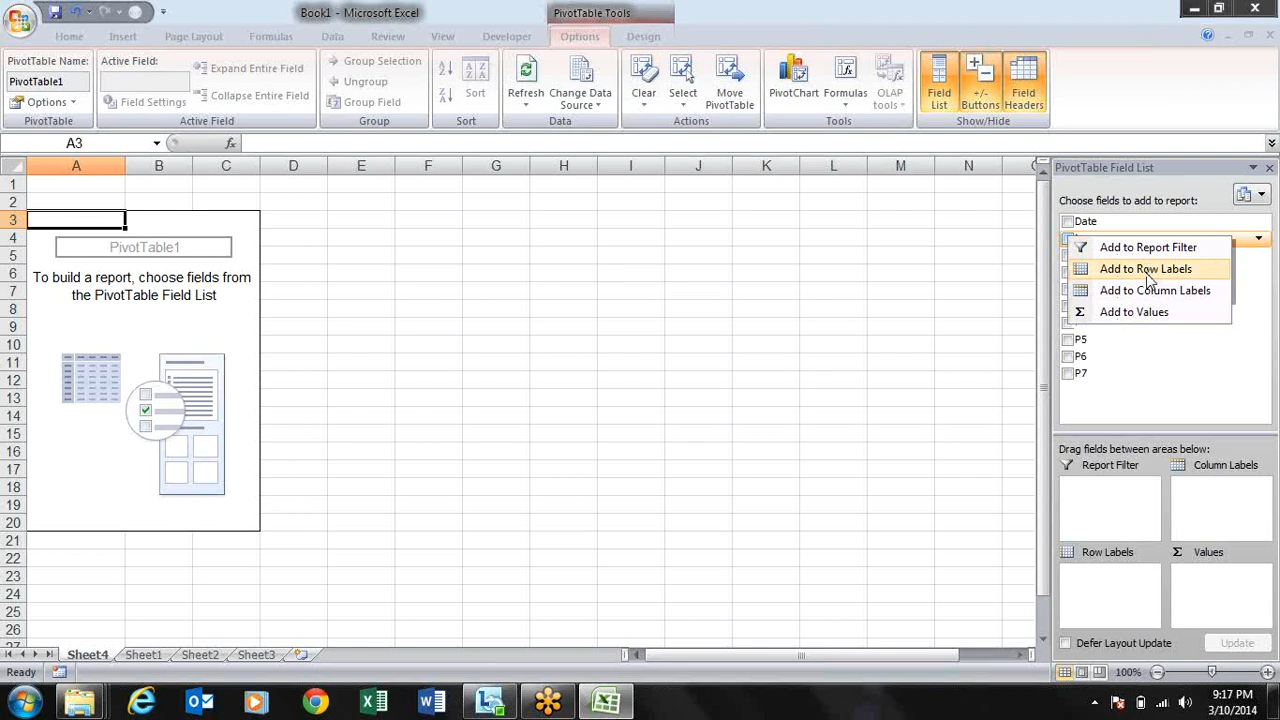 Book1 - Microsoft Excel
PivotTable Tools
Home Insert Page Layout Formulas Data Review View Developer Options Design
PivotTable Name:
PivotTable1
Options
PivotTable
Active Field:
Field Settings
Expand Entire Field
Collapse Entire Field
Active Field
Group Selection
Ungroup
Group Field
Group
Sort
Sort
Refresh
Change Data
Source
Data
Clear
Select
Move
PivotTable
Actions
PivotChart
Formulas
OLAP
tools
Tools
Field
List
+/-
Buttons
Field
Headers
Show/Hide
A3
fx
A B C D E F G H I J K L M N
1
2
3
4
5
6
7
8
9
10
11
12
13
14
15
16
17
18
19
20
21
22
23
24
25
26
27
PivotTable1
To build a report, choose fields from
the PivotTable Field List
PivotTable Field List
Choose fields to add to report:
Date
Add to Report Filter
Add to Row Labels
Add to Column Labels
Σ Add to Values
P5
P6
P7
Drag fields between areas below:
Report Filter
Column Labels
Row Labels
Σ Values
Defer Layout Update
Update
Sheet4 Sheet1 Sheet2 Sheet3
Ready
100%
9:17 PM
3/10/2014